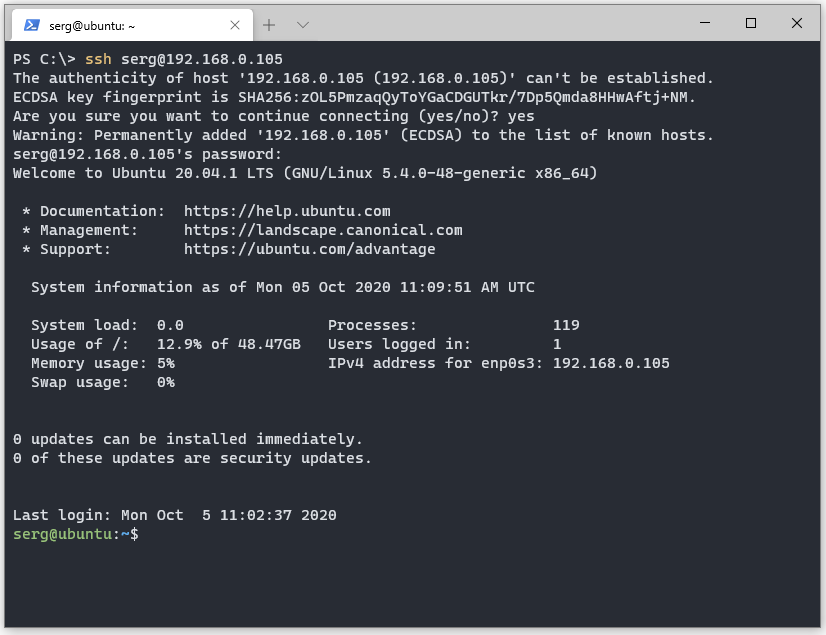 serg@ubuntu: ~
PS C:\> ssh serg@192.168.0.105
The authenticity of host '192.168.0.105 (192.168.0.105)' can't be established.
ECDSA key fingerprint is SHA256:zOL5PmzaqQyToYGaCDGUTkr/7Dp5Qmda8HHwAftj+NM.
Are you sure you want to continue connecting (yes/no)? yes
Warning: Permanently added '192.168.0.105' (ECDSA) to the list of known hosts.
serg@192.168.0.105's password:
Welcome to Ubuntu 20.04.1 LTS (GNU/Linux 5.4.0-48-generic x86_64)

 * Documentation:  https://help.ubuntu.com
 * Management:     https://landscape.canonical.com
 * Support:        https://ubuntu.com/advantage

  System information as of Mon 05 Oct 2020 11:09:51 AM UTC

  System load:  0.0                Processes:               119
  Usage of /:   12.9% of 48.47GB   Users logged in:         1
  Memory usage: 5%                 IPv4 address for enp0s3: 192.168.0.105
  Swap usage:   0%

0 updates can be installed immediately.
0 of these updates are security updates.

Last login: Mon Oct  5 11:02:37 2020
serg@ubuntu:~$